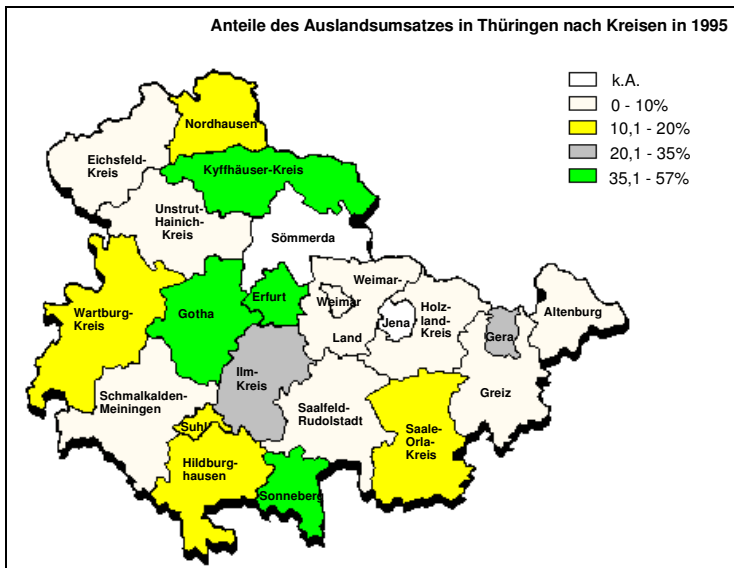 Anteile des Auslandsumsatzes in Thüringen nach Kreisen in 1995
k.A.
0 - 10%
10,1 - 20%
20,1 - 35%
35,1 - 57%
Nordhausen
Eichsfeld-
Kreis
Kyffhäuser-Kreis
Unstrut-
Hainich-
Kreis
Sömmerda
Weimar-
Land
Weimar
Erfurt
Gotha
Wartburg-
Kreis
Jena
Holz-
land-
Kreis
Gera
Altenburg
Greiz
Ilm-
Kreis
Schmalkalden-
Meiningen
Saalfeld-
Rudolstadt
Saale-
Orla-
Kreis
Suhl
Hildburg-
hausen
Sonneberg